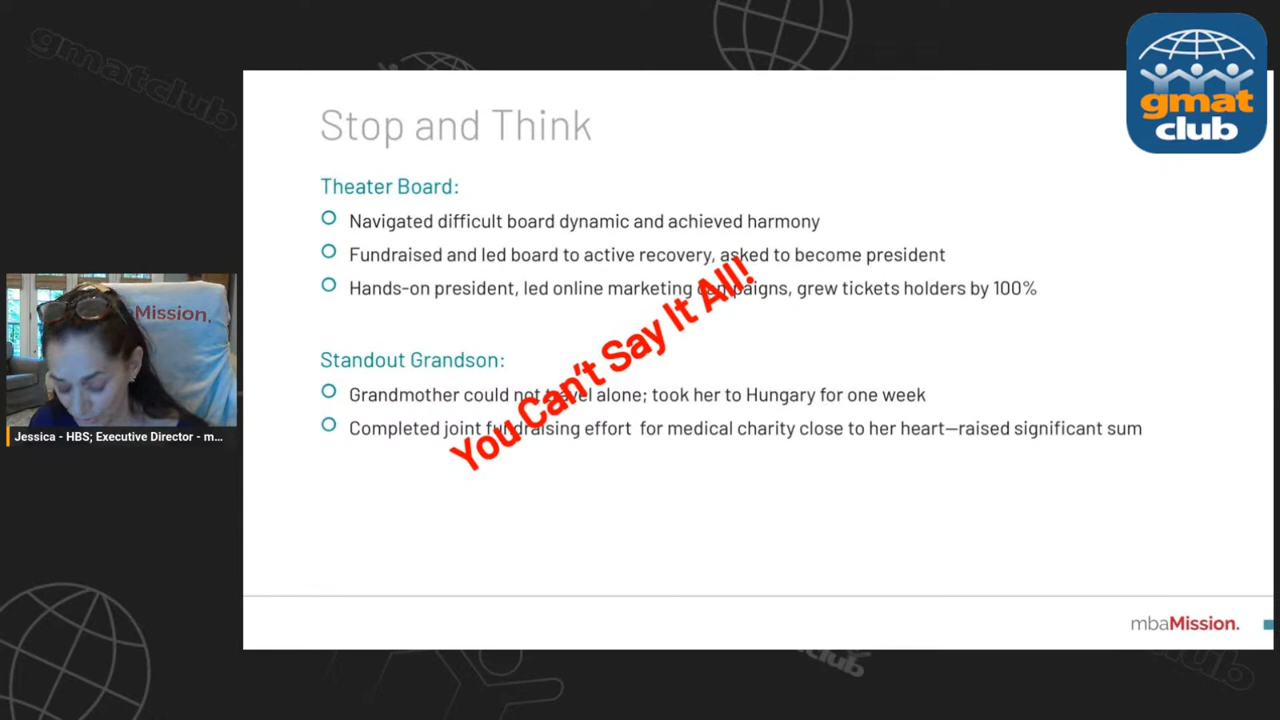 gmatclub
gmat
club
Stop and Think
Theater Board:
Navigated difficult board dynamic and achieved harmony
Fundraised and led board to active recovery, asked to become president
Hands-on president, led online marketing campaigns, grew tickets holders by 100%
You Can't Say It All!
Standout Grandson:
Grandmother could not travel alone; took her to Hungary for one week
Completed joint fundraising effort for medical charity close to her heart—raised significant sum
Mission.
Jessica - HBS; Executive Director - m...
mbaMission.
club